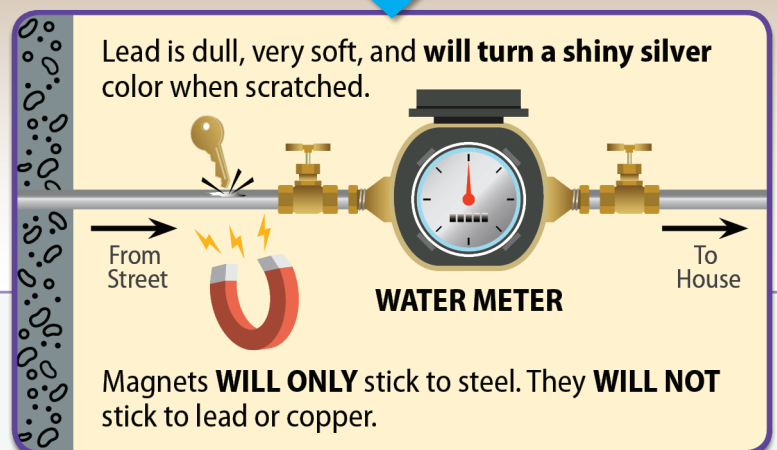 Lead is dull, very soft, and will turn a shiny silver
color when scratched.
From
Street
To
House
WATER METER
Magnets WILL ONLY stick to steel. They WILL NOT
stick to lead or copper.